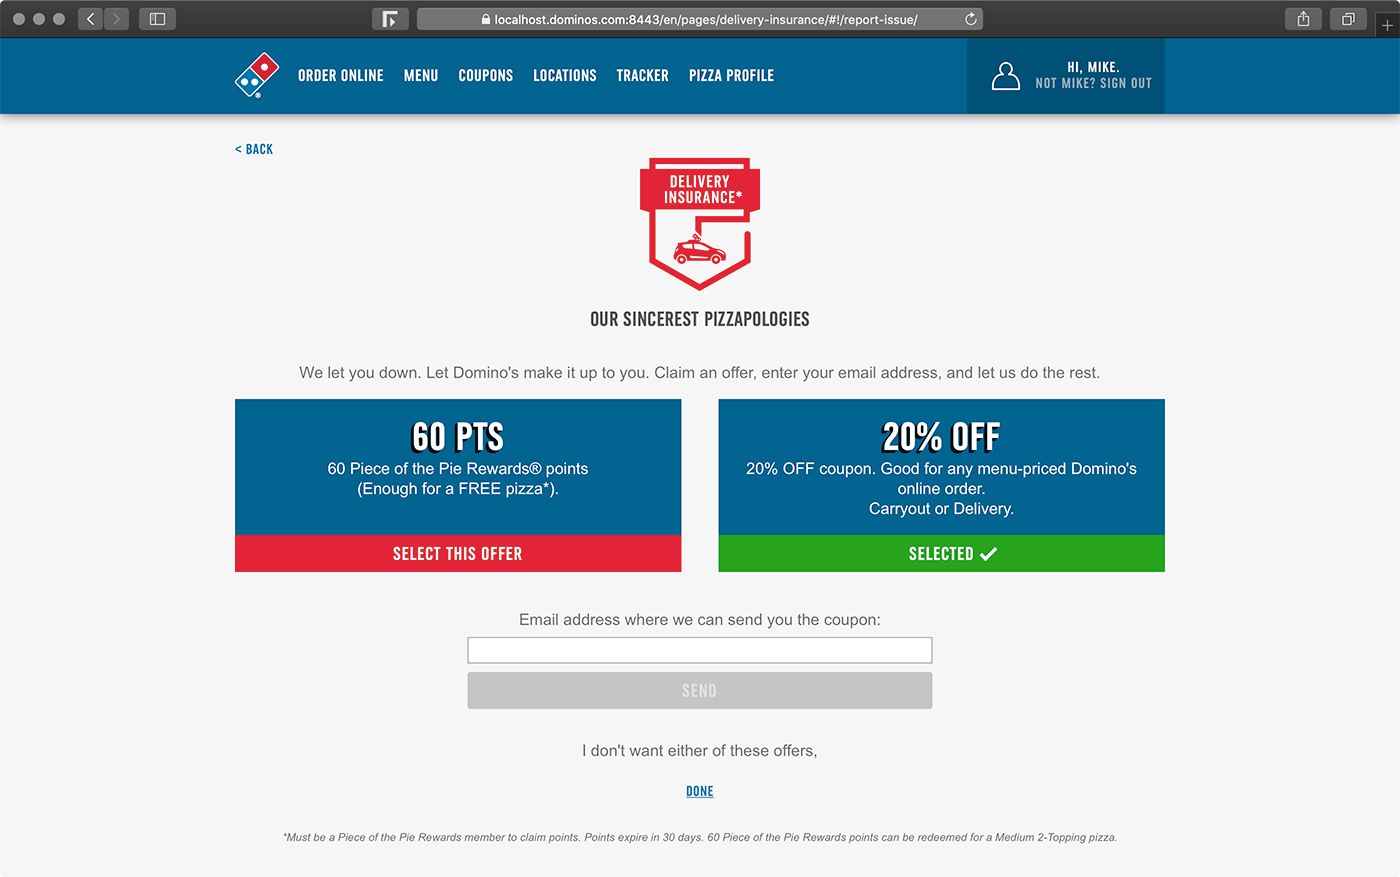 localhost.dominos.com:8443/en/pages/delivery-insurance/#!/report-issue/
ORDER ONLINE MENU COUPONS LOCATIONS TRACKER PIZZA PROFILE
HI, MIKE.
NOT MIKE? SIGN OUT
< BACK
DELIVERY
INSURANCE*
OUR SINCEREST PIZZAPOLOGIES
We let you down. Let Domino's make it up to you. Claim an offer, enter your email address, and let us do the rest.
60 PTS
60 Piece of the Pie Rewards® points
(Enough for a FREE pizza*).
SELECT THIS OFFER
20% OFF
20% OFF coupon. Good for any menu-priced Domino's
online order.
Carryout or Delivery.
SELECTED
Email address where we can send you the coupon:
SEND
I don't want either of these offers,
DONE
*Must be a Piece of the Pie Rewards member to claim points. Points expire in 30 days. 60 Piece of the Pie Rewards points can be redeemed for a Medium 2-Topping pizza.